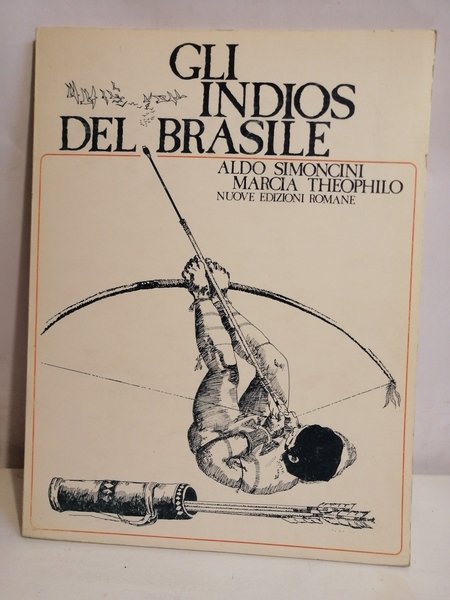 GLI
INDIOS
DEL BRASILE
ALDO SIMONCINI
MARCIA THEOPHILO
NUOVE EDIZIONI ROMANE